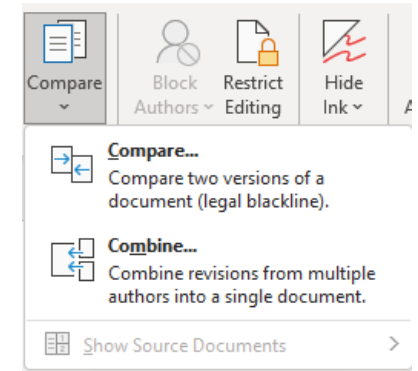 Compare
Block
Authors
Restrict
Editing
Hide
Ink
A
Compare...
Compare two versions of a
document (legal blackline).
Combine...
Combine revisions from multiple
authors into a single document.
Show Source Documents